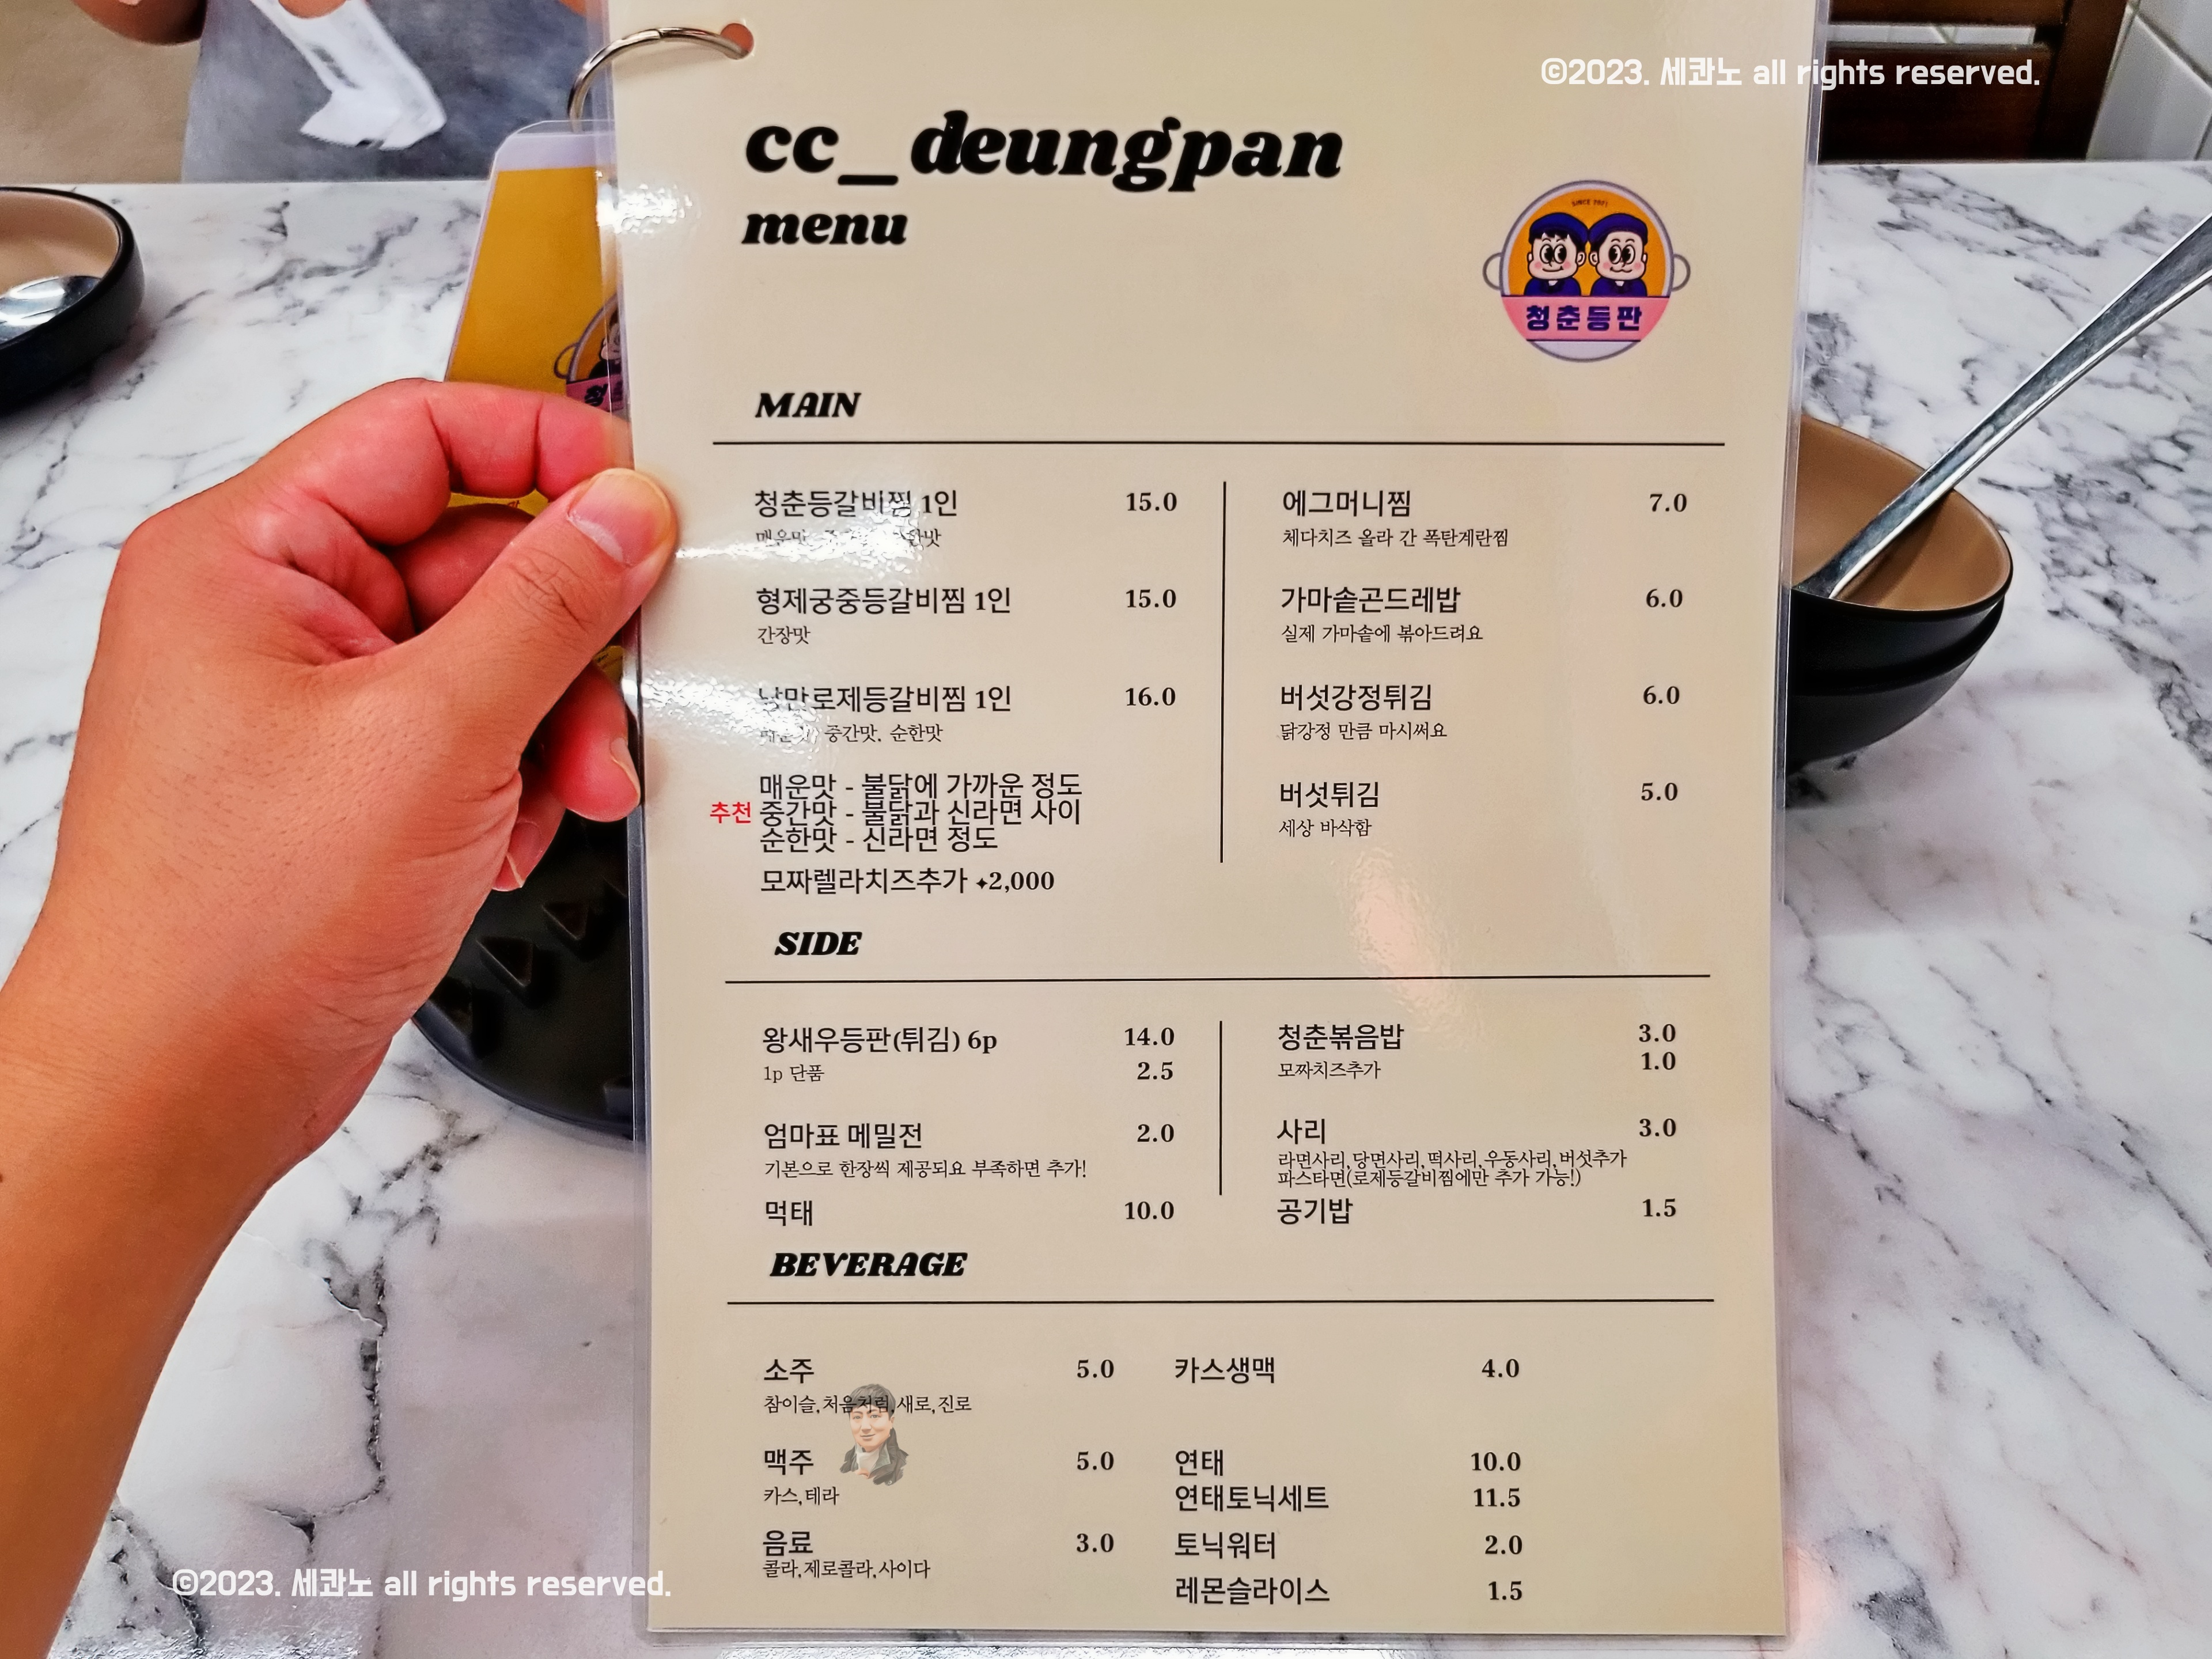 ©2023. 세콴노 all rights reserved.
cc_deungpan
menu
SINCE 2021
청춘등판
MAIN
청춘등갈비찜 1인 15.0
매운맛,
형제궁중등갈비찜 1인 15.0
간장맛
낭만로제등갈비찜 1인 16.0
매운맛, 중간맛, 순한맛
매운맛 - 불닭에 가까운 정도
추천 중간맛 - 불닭과 신라면 사이
순한맛 - 신라면 정도
모짜렐라치즈추가 +2,000
에그머니찜 7.0
체다치즈 올라 간 폭탄계란찜
가마솥곤드레밥 6.0
실제 가마솥에 볶아드려요
버섯강정튀김 6.0
닭강정 만큼 마시써요
버섯튀김 5.0
세상 바삭함
SIDE
왕새우등판(튀김) 6p 14.0
1p 단품 2.5
엄마표 메밀전 2.0
기본으로 한장씩 제공되요 부족하면 추가!
먹태 10.0
청춘볶음밥 3.0
모짜치즈추가 1.0
사리 3.0
라면사리,당면사리,떡사리,우동사리,버섯추가
파스타면(로제등갈비찜에만 추가 가능!)
공기밥 1.5
BEVERAGE
소주 5.0
참이슬,처음처럼,새로,진로
맥주 5.0
카스,테라
음료 3.0
콜라,제로콜라,사이다
카스생맥 4.0
연태 10.0
연태토닉세트 11.5
토닉워터 2.0
레몬슬라이스 1.5
©2023. 세콴노 all rights reserved.